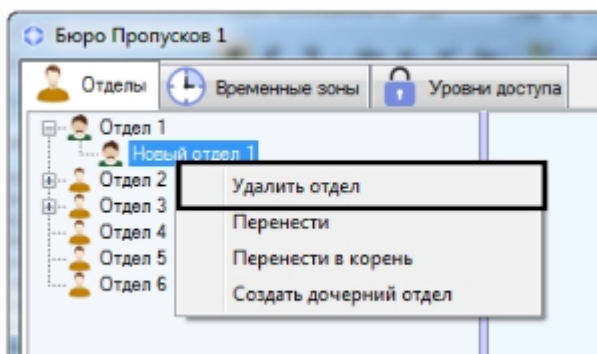 Бюро Пропусков 1
Отделы Временные зоны Уровни доступа
Отдел 1
Новый отдел 1
Отдел 2
Отдел 3
Отдел 4
Отдел 5
Отдел 6
Удалить отдел
Перенести
Перенести в корень
Создать дочерний отдел